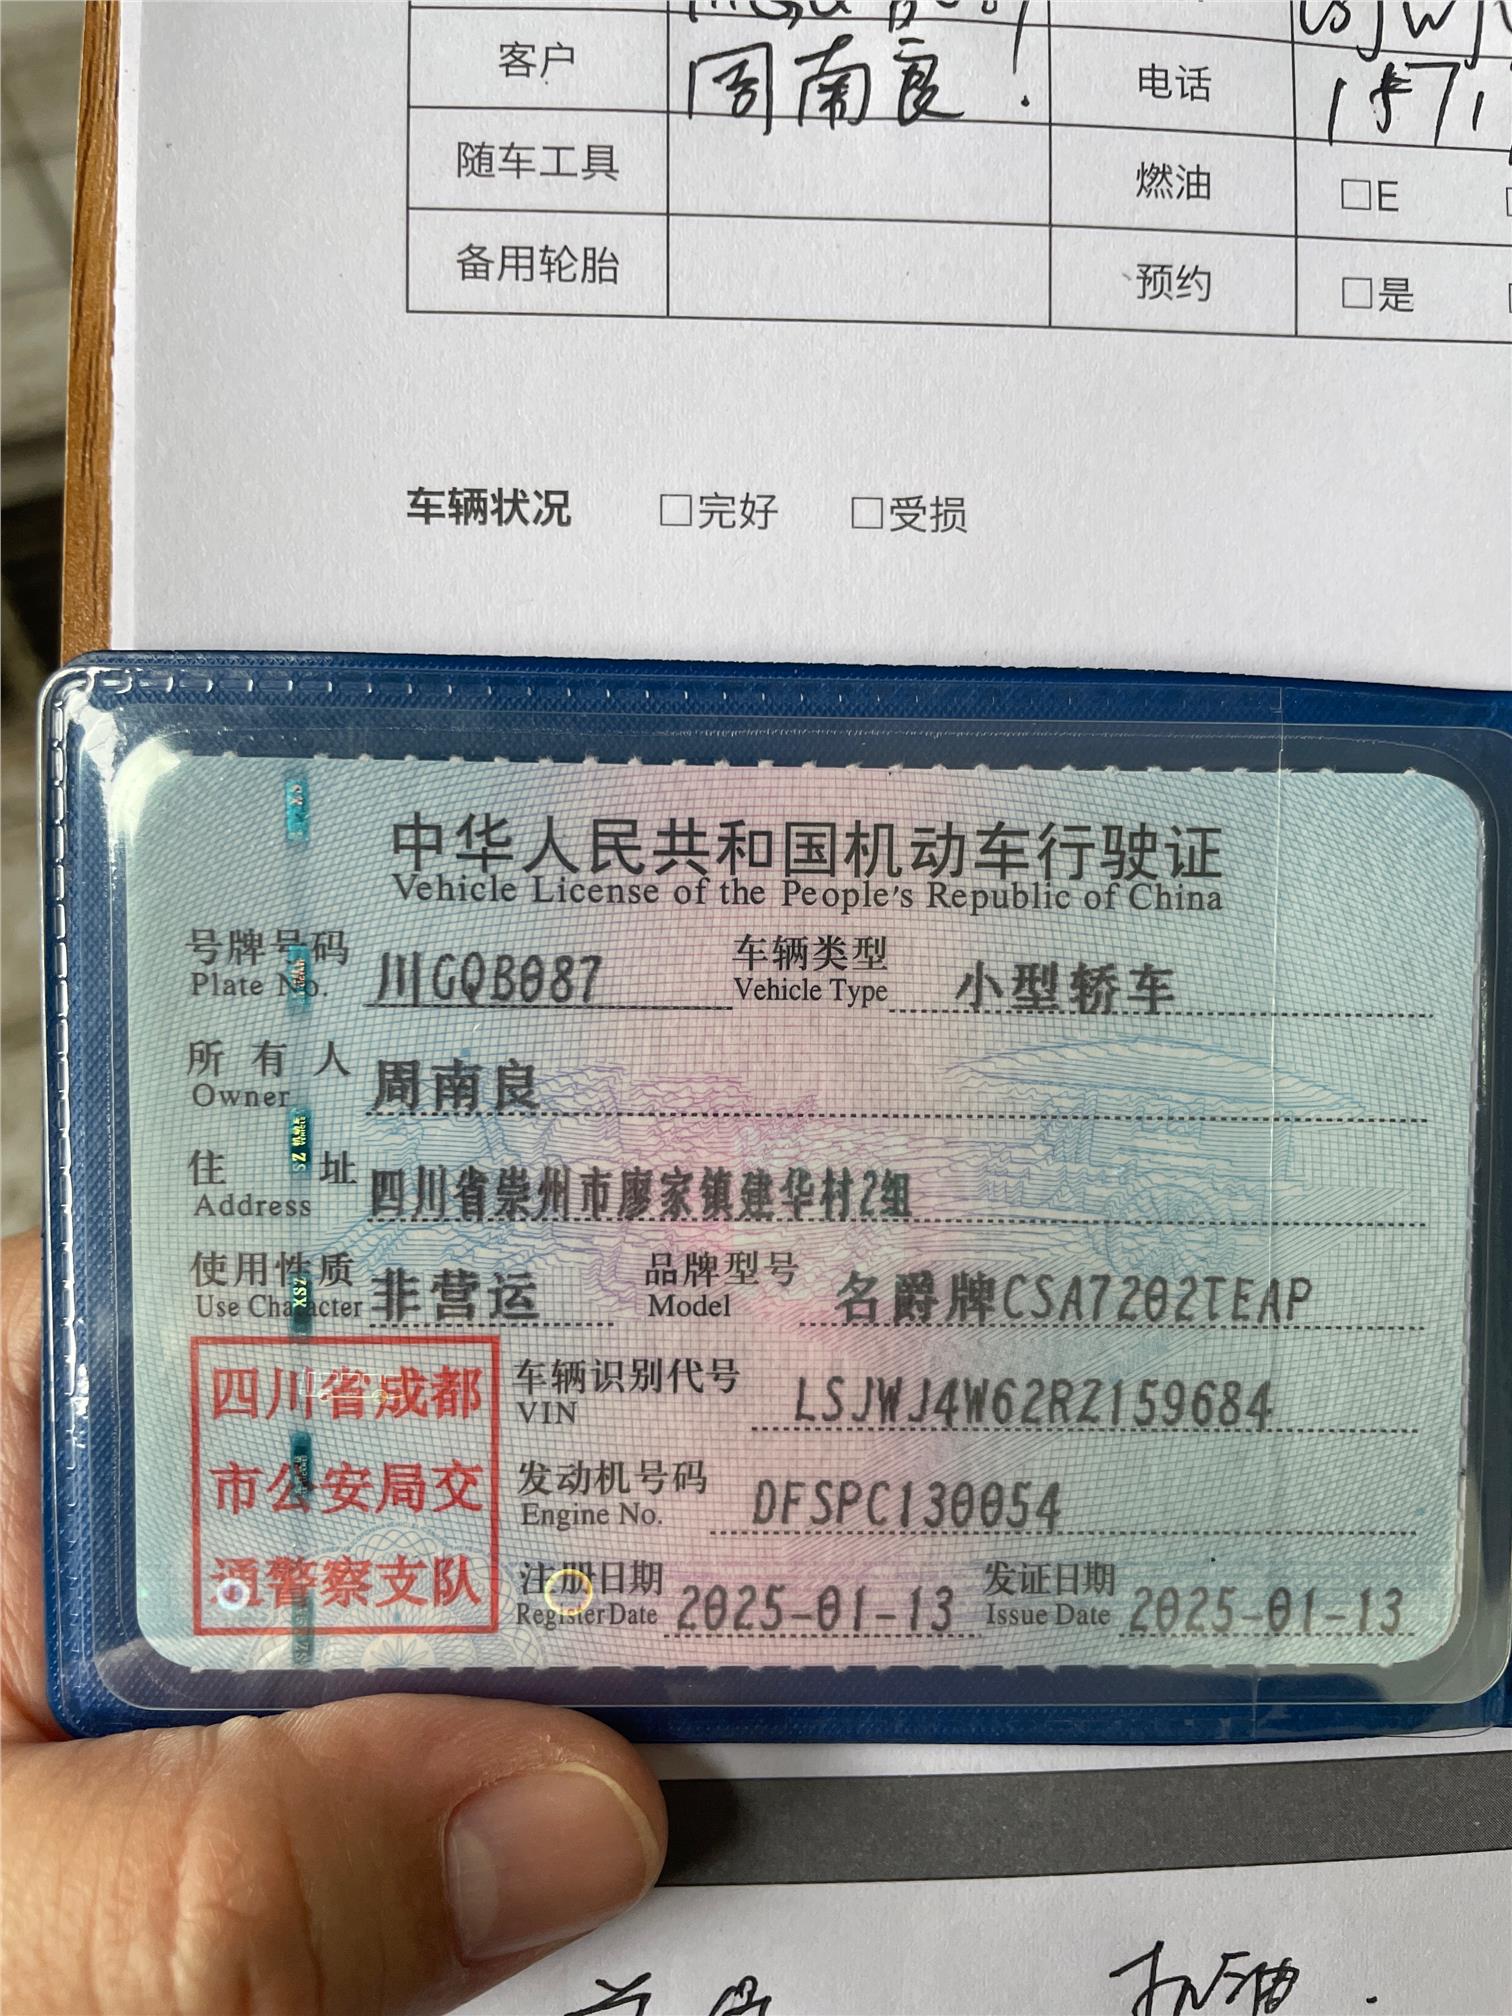 客户 周南良 电话
随车工具 燃油 □E
备用轮胎 预约 □是
车辆状况 □完好 □受损
中华人民共和国机动车行驶证
Vehicle License of the People's Republic of China
号牌号码 川GQB087 车辆类型 小型轿车
Plate No. Vehicle Type
所有人 周南良
Owner
住址 四川省崇州市廖家镇建华村2组
Address
使用性质 非营运 品牌型号 名爵牌CSA7202TEAP
Use Character Model
四川省成都
市公安局交
通警察支队
车辆识别代号 LSJWJ4W62RZ159684
VIN
发动机号码 DFSPC130054
Engine No.
注册日期 2025-01-13 发证日期 2025-01-13
Register Date Issue Date